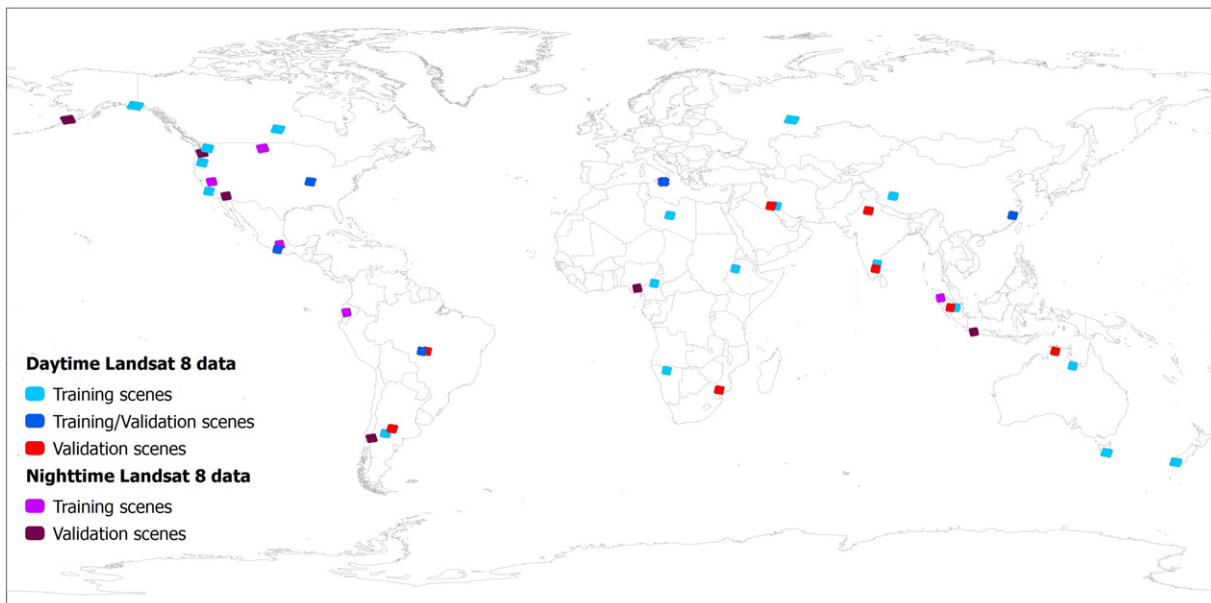 Daytime Landsat 8 data
Training scenes
Training/Validation scenes
Validation scenes
Nighttime Landsat 8 data
Training scenes
Validation scenes